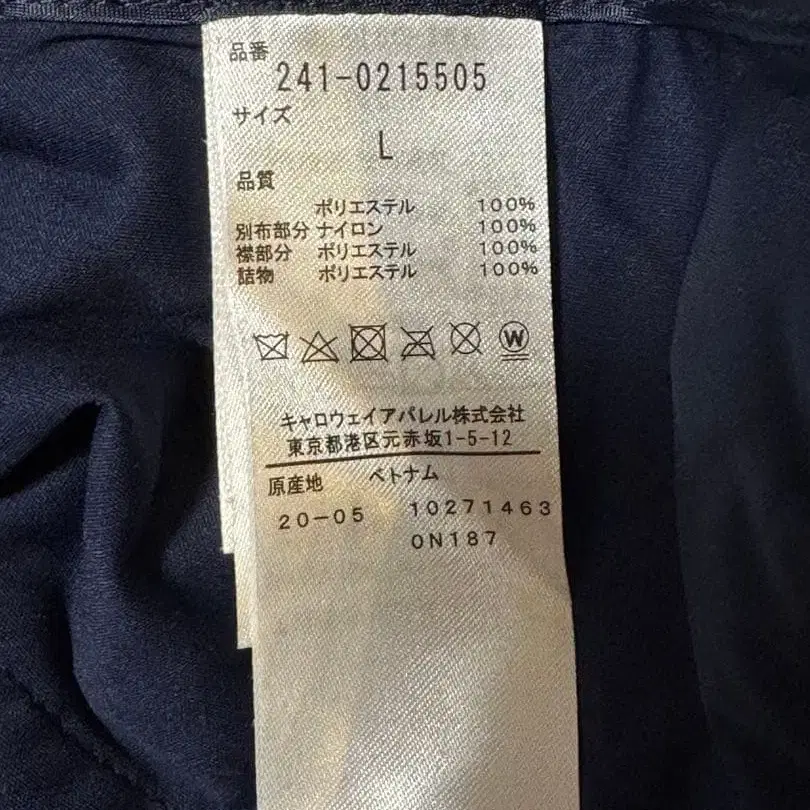 品番
241-0215505
サイズ
L
品質
ポリエステル 100%
別布部分 ナイロン 100%
襟部分 ポリエステル 100%
詰物 ポリエステル 100%
W
キャロウェイアパレル株式会社
東京都港区元赤坂1-5-12
原産地 ベトナム
20-05 10271463
0N187